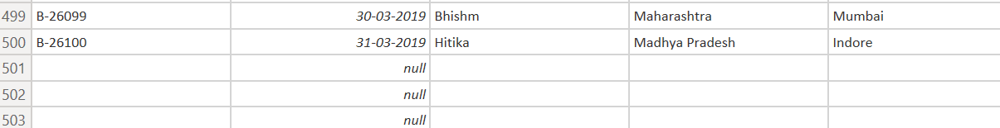 499 B-26099 30-03-2019 Bhishm Maharashtra Mumbai
500 B-26100 31-03-2019 Hitika Madhya Pradesh Indore
501 null
502 null
503 null